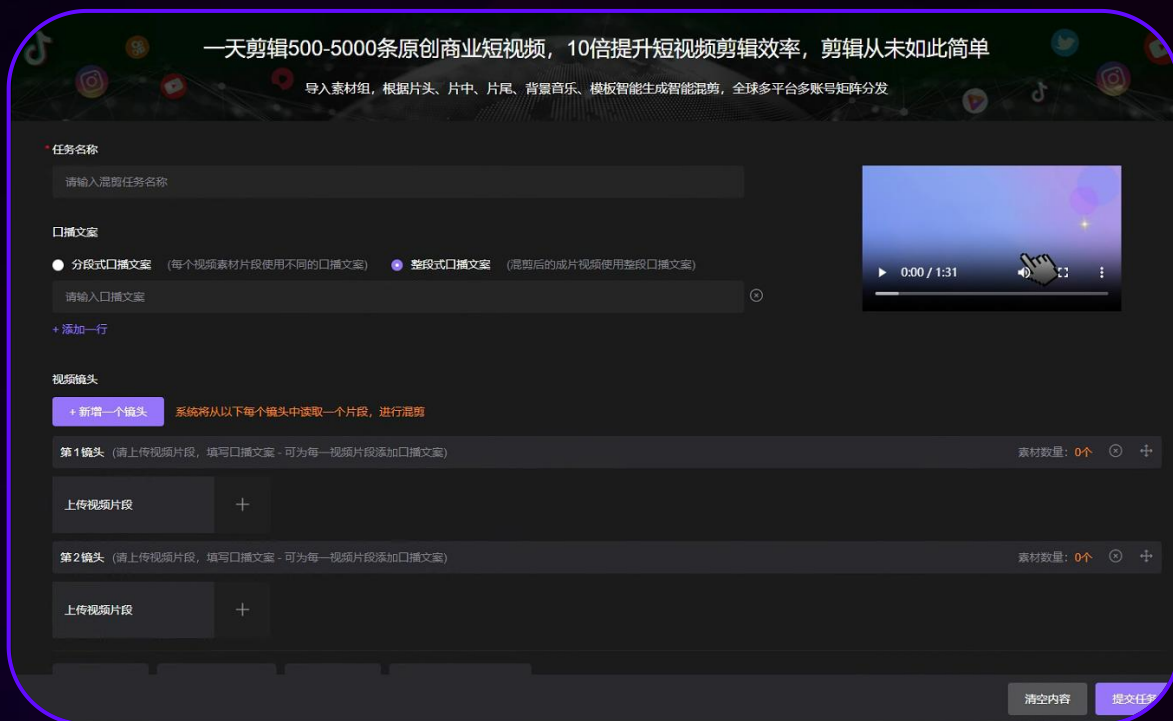 一天剪辑500-5000条原创商业短视频，10倍提升短视频剪辑效率，剪辑从未如此简单
导入素材组，根据片头、片中、片尾、背景音乐、模板智能生成智能混剪，全球多平台多账号矩阵分发
*任务名称
请输入混剪任务名称
口播文案
分段式口播文案 (每个视频素材片段使用不同的口播文案) 整段式口播文案 (混剪后的成片视频使用整段口播文案)
0:00 / 1:31
请输入口播文案
+ 添加一行
视频镜头
+ 新增一个镜头 系统将从以下每个镜头中读取一个片段，进行混剪
第1镜头 (请上传视频片段，填写口播文案 - 可为每一视频片段添加口播文案) 素材数量：0个
上传视频片段
第2镜头 (请上传视频片段，填写口播文案 - 可为每一视频片段添加口播文案) 素材数量：0个
上传视频片段
清空内容 提交任务